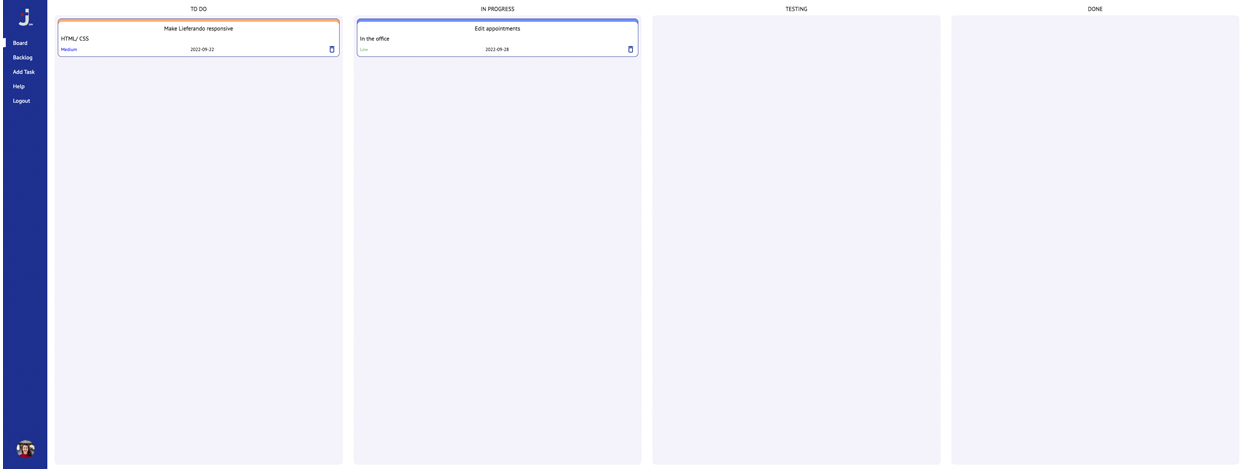 Board
Backlog
Add Task
Help
Logout
TO DO
Make Lieferando responsive
HTML/ CSS
Medium 2022-09-22
IN PROGRESS
Edit appointments
In the office
Low 2022-09-28
TESTING
DONE